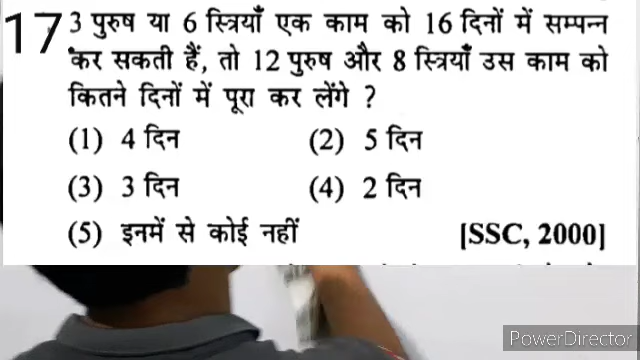 17. 3 पुरुष या 6 स्त्रियाँ एक काम को 16 दिनों में सम्पन्न
कर सकती हैं, तो 12 पुरुष और 8 स्त्रियाँ उस काम को
कितने दिनों में पूरा कर लेंगे ?
(1) 4 दिन (2) 5 दिन
(3) 3 दिन (4) 2 दिन
(5) इनमें से कोई नहीं [SSC, 2000]
PowerDirector